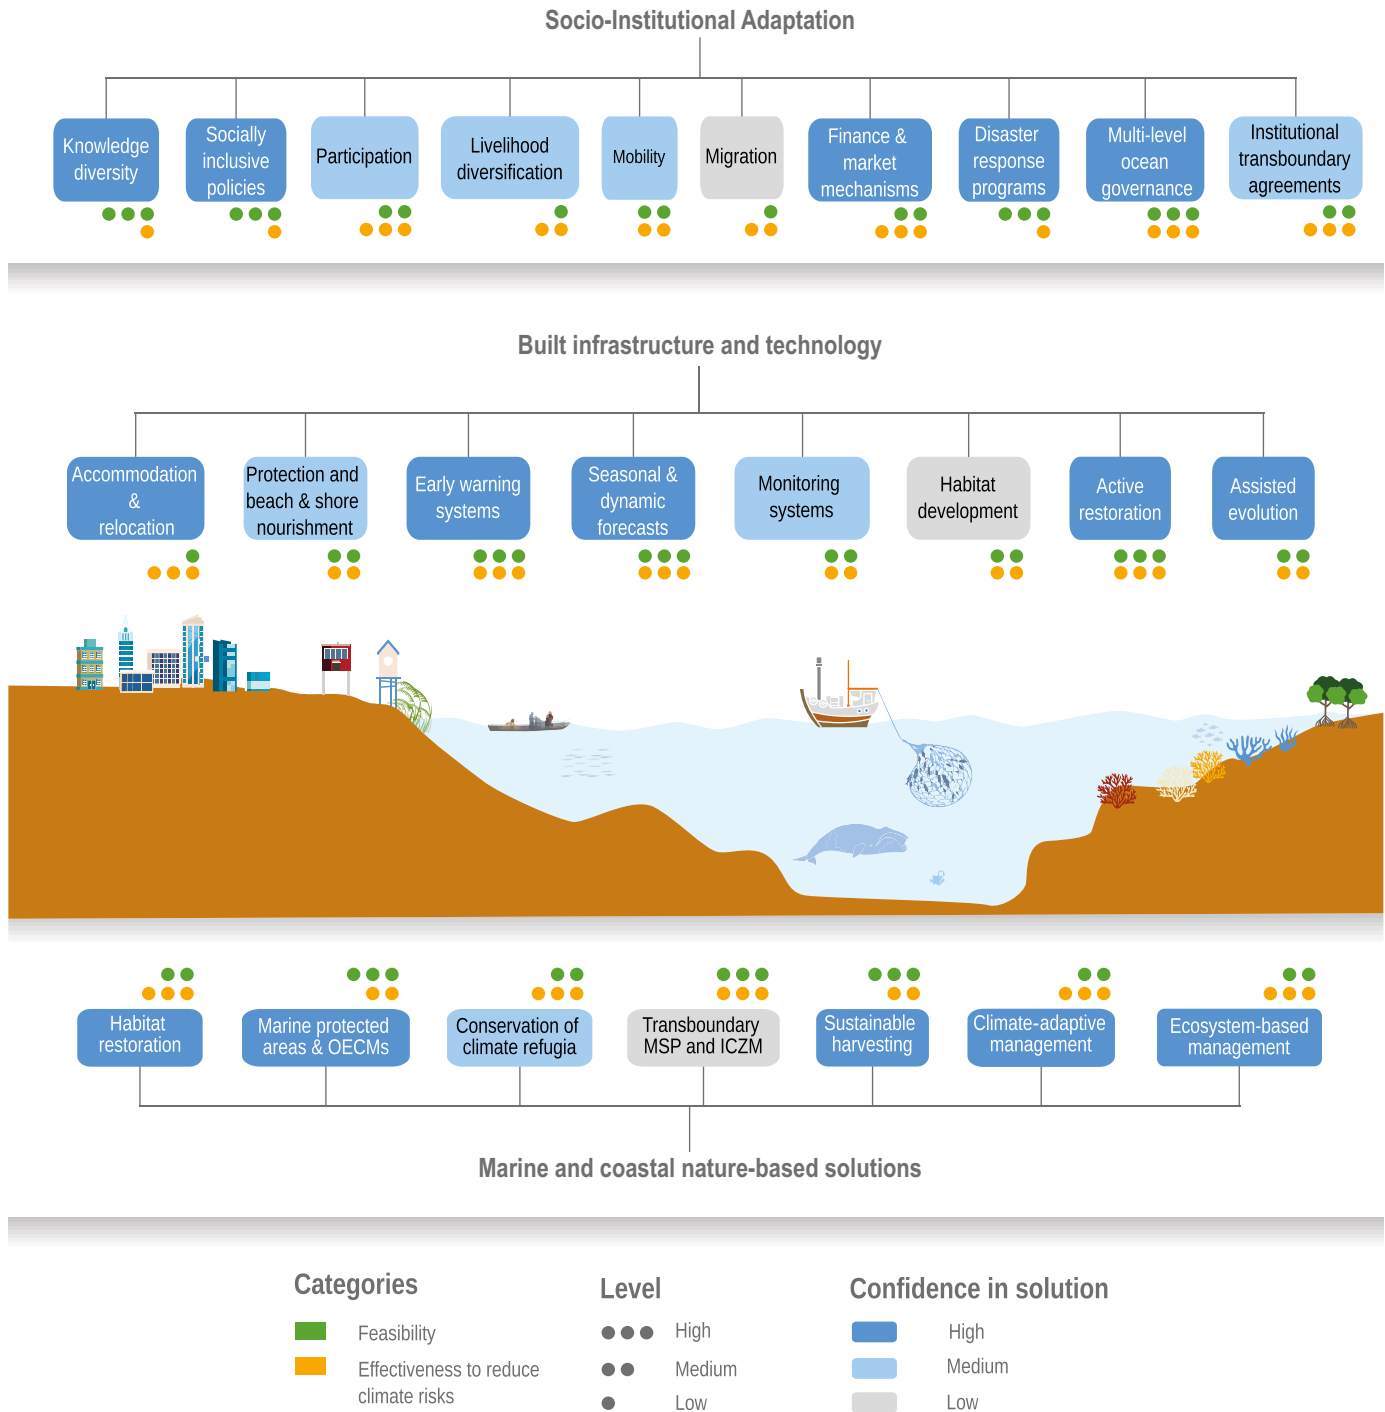 Socio-Institutional Adaptation
Knowledge
diversity
Socially
inclusive
policies
Participation
Livelihood
diversification
Mobility
Migration
Finance &
market
mechanisms
Disaster
response
programs
Multi-level
ocean
governance
Institutional
transboundary
agreements
Built infrastructure and technology
Accommodation
&
relocation
Protection and
beach & shore
nourishment
Early warning
systems
Seasonal &
dynamic
forecasts
Monitoring
systems
Habitat
development
Active
restoration
Assisted
evolution
Habitat
restoration
Marine protected
areas & OECMs
Conservation of
climate refugia
Transboundary
MSP and ICZM
Sustainable
harvesting
Climate-adaptive
management
Ecosystem-based
management
Marine and coastal nature-based solutions
Categories
Feasibility
Effectiveness to reduce
climate risks
Level
High
Medium
Low
Confidence in solution
High
Medium
Low